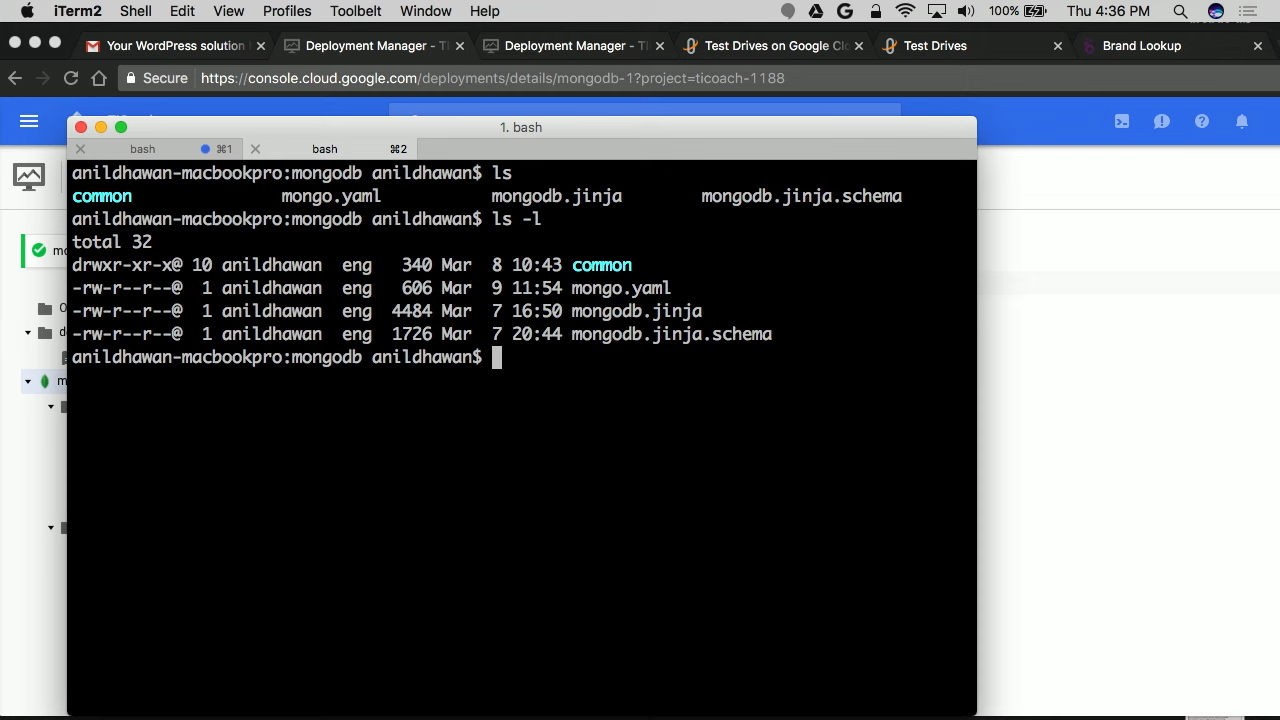 iTerm2 Shell Edit View Profiles Toolbelt Window Help 100% Thu 4:36 PM
Your WordPress solution Deployment Manager - Deployment Manager - Test Drives on Google Test Drives Brand Lookup
Secure https://console.cloud.google.com/deployments/details/mongodb-1?project=ticoach-1188
1. bash
bash ⌘1 bash ⌘2
anildhawan-macbookpro:mongodb anildhawan$ ls
common mongo.yaml mongodb.jinja mongodb.jinja.schema
anildhawan-macbookpro:mongodb anildhawan$ ls -l
total 32
drwxr-xr-x@ 10 anildhawan eng 340 Mar 8 10:43 common
-rw-r--r--@ 1 anildhawan eng 606 Mar 9 11:54 mongo.yaml
-rw-r--r--@ 1 anildhawan eng 4484 Mar 7 16:50 mongodb.jinja
-rw-r--r--@ 1 anildhawan eng 1726 Mar 7 20:44 mongodb.jinja.schema
anildhawan-macbookpro:mongodb anildhawan$